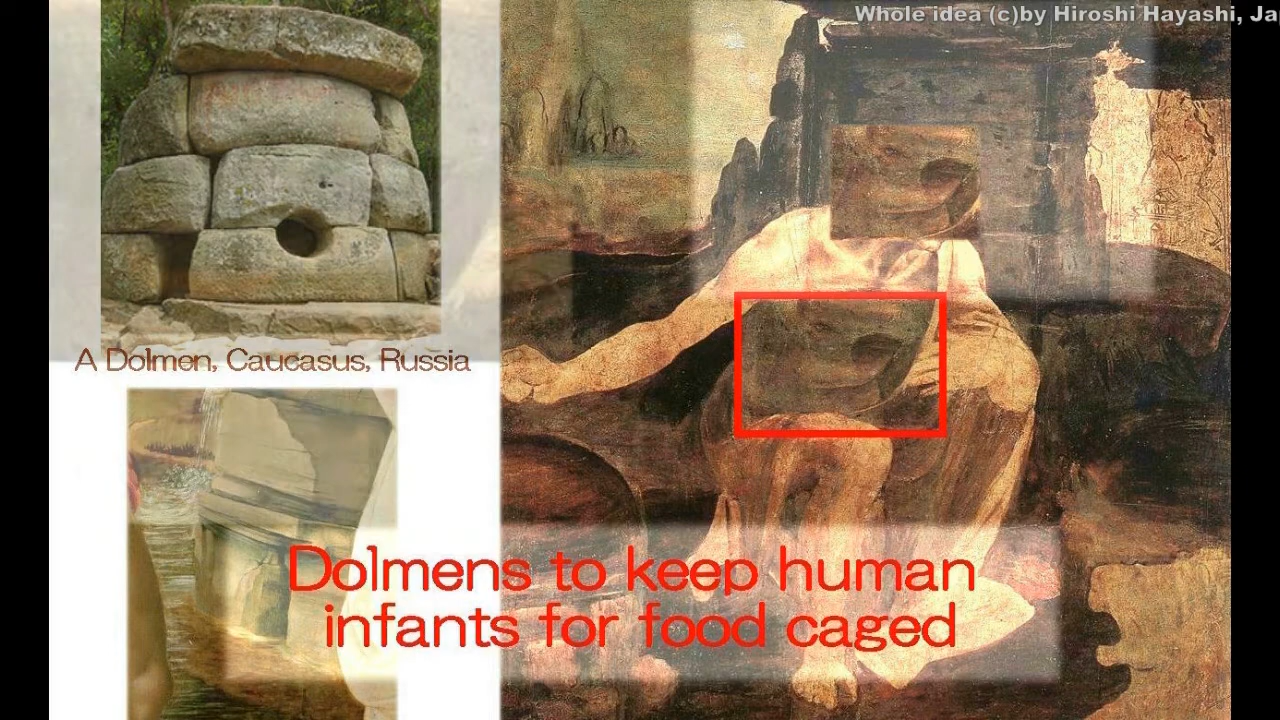 Whole idea (c)by Hiroshi Hayashi, Ja
A Dolmen, Caucasus, Russia
Dolmens to keep human
infants for food caged